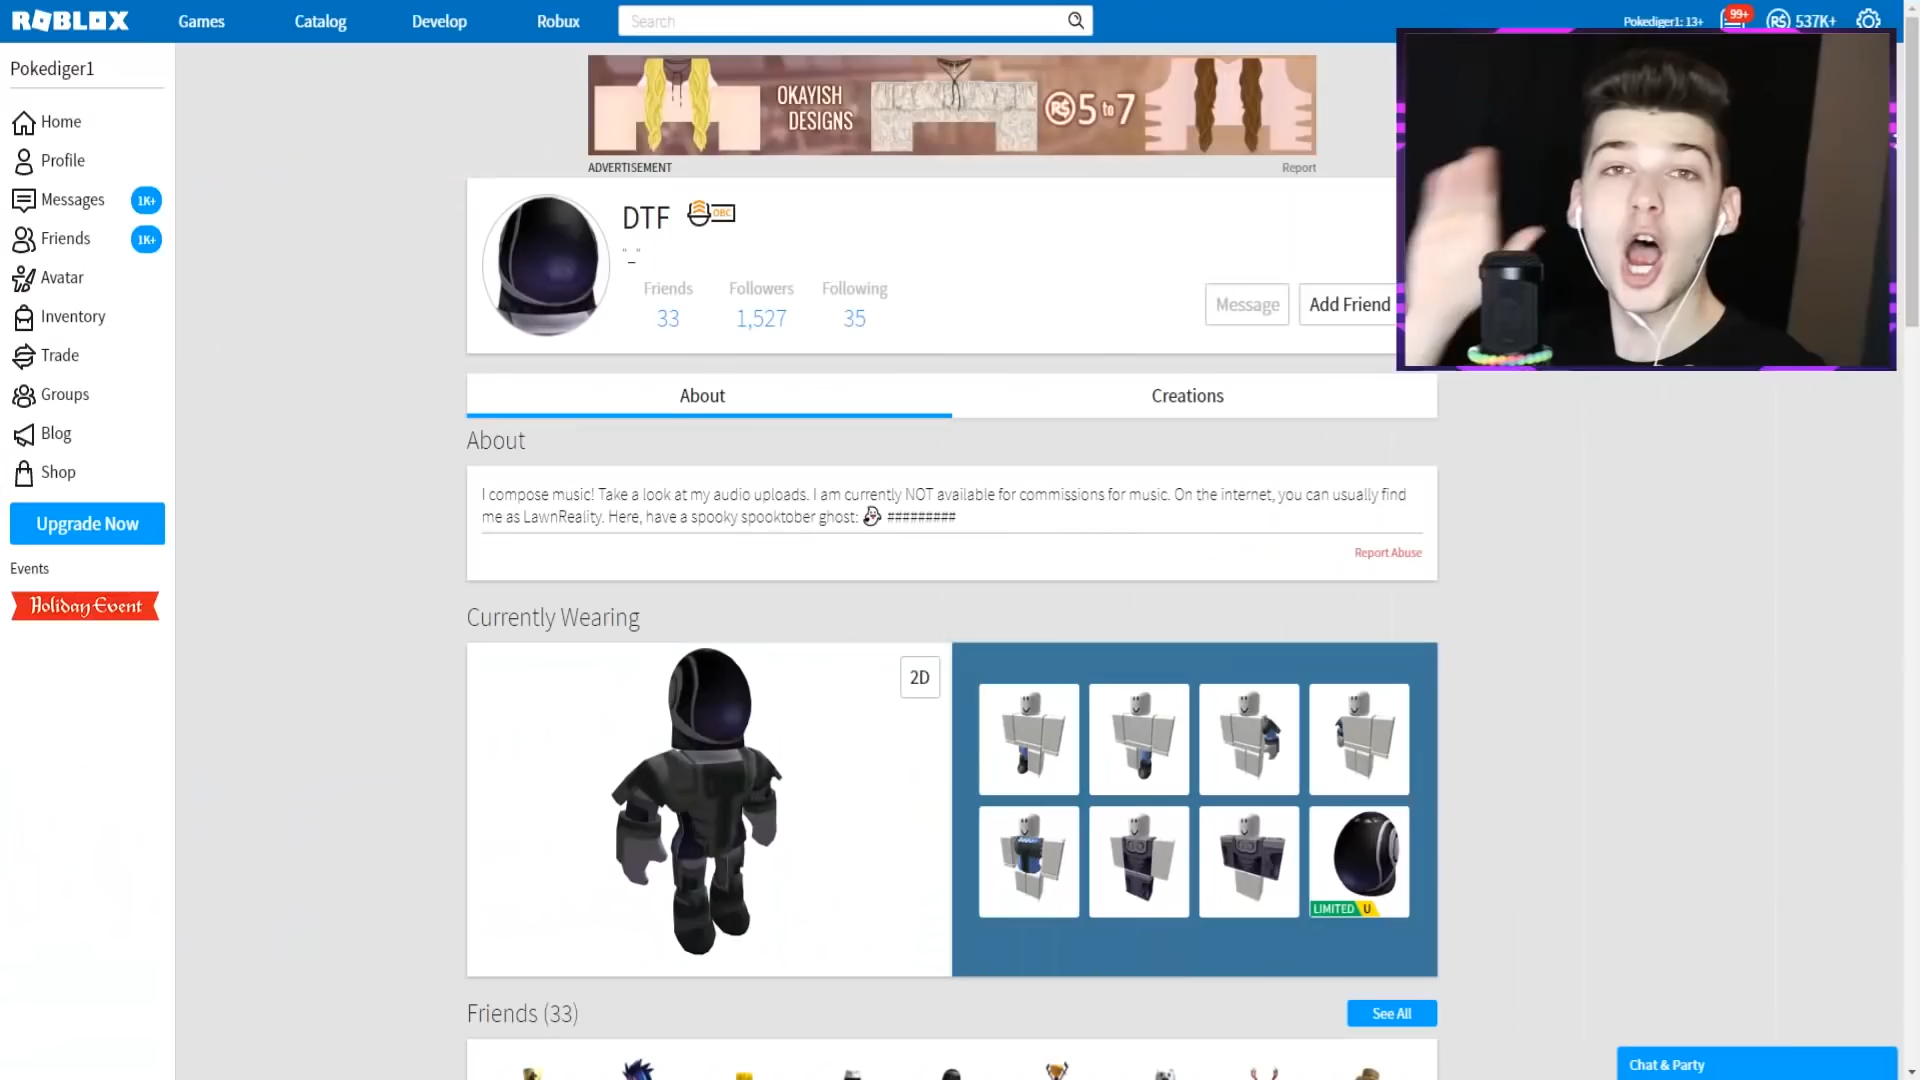 ROBLOX
Games
Catalog
Develop
Robux
Search
Pokediger1: 13+
99+
R$ 537K+
Pokediger1
Home
Profile
Messages 1K+
Friends 1K+
Avatar
Inventory
Trade
Groups
Blog
Shop
Upgrade Now
Events
Holiday Event
OKAYISH
DESIGNS
R$ 5 to 7
ADVERTISEMENT
Report
DTF OBC
"_"
Friends Followers Following
33 1,527 35
Message
Add Friend
About
Creations
About
I compose music! Take a look at my audio uploads. I am currently NOT available for commissions for music. On the internet, you can usually find
me as LawnReality. Here, have a spooky spooktober ghost: #########
Report Abuse
Currently Wearing
2D
LIMITED U
Friends (33)
See All
Chat & Party